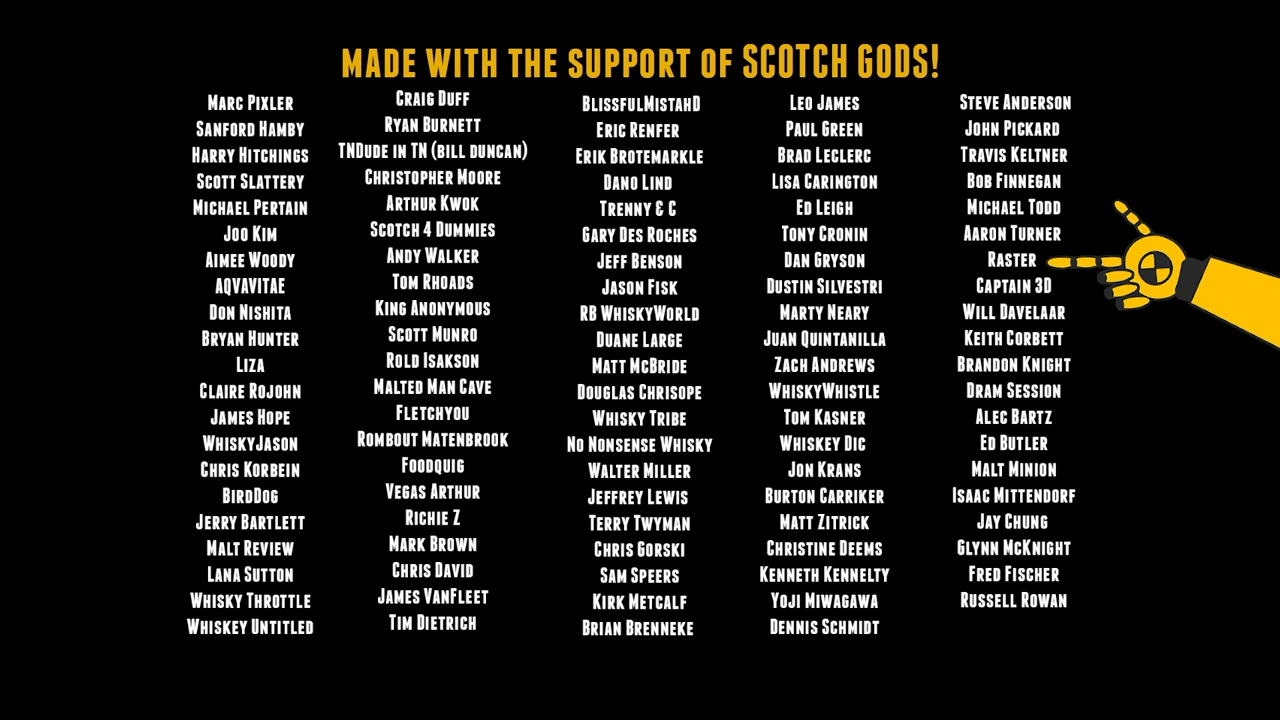 MADE WITH THE SUPPORT OF SCOTCH GODS!
MARC PIXLER
SANFORD HAMBY
HARRY HITCHINGS
SCOTT SLATTERY
MICHAEL PERTAIN
JOO KIM
AIMEE WOODY
AQVAVITAE
DON NISHITA
BRYAN HUNTER
LIZA
CLAIRE ROJOHN
JAMES HOPE
WHISKYJASON
CHRIS KORBEIN
BIRDDOG
JERRY BARTLETT
MALT REVIEW
LANA SUTTON
WHISKY THROTTLE
WHISKEY UNTITLED
CRAIG DUFF
RYAN BURNETT
TNDUDE IN TN (BILL DUNCAN)
CHRISTOPHER MOORE
ARTHUR KWOK
SCOTCH 4 DUMMIES
ANDY WALKER
TOM RHOADS
KING ANONYMOUS
SCOTT MUNRO
ROLD ISAKSON
MALTED MAN CAVE
FLETCHYOU
ROMBOUT MATENBROOK
FOODQUIG
VEGAS ARTHUR
RICHIE Z
MARK BROWN
CHRIS DAVID
JAMES VANFLEET
TIM DIETRICH
BLISSFULMISTAHD
ERIC RENFER
ERIK BROTEMARKLE
DANO LIND
TRENNY & C
GARY DES ROCHES
JEFF BENSON
JASON FISK
RB WHISKYWORLD
DUANE LARGE
MATT MCBRIDE
DOUGLAS CHRISOPE
WHISKY TRIBE
NO NONSENSE WHISKY
WALTER MILLER
JEFFREY LEWIS
TERRY TWYMAN
CHRIS GORSKI
SAM SPEERS
KIRK METCALF
BRIAN BRENNEKE
LEO JAMES
PAUL GREEN
BRAD LECLERC
LISA CARINGTON
ED LEIGH
TONY CRONIN
DAN GRYSON
DUSTIN SILVESTRI
MARTY NEARY
JUAN QUINTANILLA
ZACH ANDREWS
WHISKYWHISTLE
TOM KASNER
WHISKEY DIC
JON KRANS
BURTON CARRIKER
MATT ZITRICK
CHRISTINE DEEMS
KENNETH KENNELTY
YOJI MIWAGAWA
DENNIS SCHMIDT
STEVE ANDERSON
JOHN PICKARD
TRAVIS KELTNER
BOB FINNEGAN
MICHAEL TODD
AARON TURNER
RASTER
CAPTAIN 3D
WILL DAVELAAR
KEITH CORBETT
BRANDON KNIGHT
DRAM SESSION
ALEC BARTZ
ED BUTLER
MALT MINION
ISAAC MITTENDORF
JAY CHUNG
GLYNN MCKNIGHT
FRED FISCHER
RUSSELL ROWAN